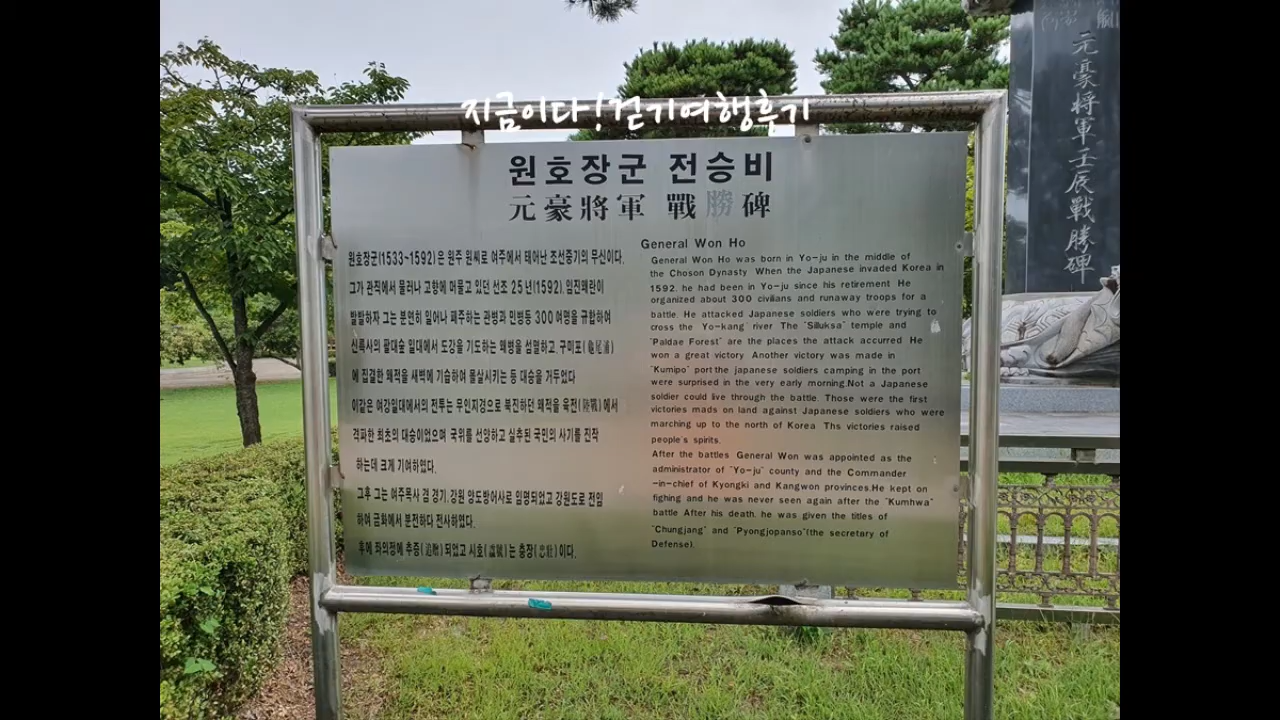 지금이다!걷기여행후기
원호장군 전승비
元豪將軍 戰勝碑
원호장군(1533~1592)은 원주 원씨로 여주에서 태어난 조선중기의 무신이다.
그가 관직에서 물러나 고향에 머물고 있던 선조 25년(1592), 임진왜란이
발발하자 그는 분연히 일어나 패주하는 관병과 민병등 300여명을 규합하여
신륵사의 팔대숲 일대에서 도강을 기도하는 왜병을 섬멸하고, 구미포(龜尾浦)
에 집결한 왜적을 새벽에 기습하여 몰살시키는 등 대승을 거두었다
이같은 여강일대에서의 전투는 무인지경으로 북진하던 왜적을 육전(陸戰)에서
격파한 최초의 대승이었으며 국위를 선양하고 실추된 국민의 사기를 진작
하는데 크게 기여하였다.
그후 그는 여주목사 겸 경기, 강원 양도방어사로 임명되었고 강원도로 전임
하여 금화에서 분전하다 전사하였다.
후에 좌의정에 추증(追贈)되었고 시호(諡號)는 충장(忠壯)이다.
General Won Ho
General Won Ho was born in Yo-ju in the middle of
the Choson Dynasty When the Japanese invaded Korea in
1592, he had been in Yo-ju since his retirement He
organized about 300 civilians and runaway troops for a
battle. He attacked Japanese soldiers who were trying to
cross the Yo-kang river The "Silluksa" temple and
"Paldae Forest" are the places the attack accurred He
won a great victory Another victory was made in
"Kumipo" port.the japanese soldiers camping in the port
were surprised in the very early morning.Not a Japanese
soldier could live through the battle. Those were the first
victories mads on land against Japanese soldiers who were
marching up to the north of Korea Ths victories raised
people's spirits.
After the battles General Won was appointed as the
administrator of "Yo-ju" county and the Commander
-in-chief of Kyongki and Kangwon provinces.He kept on
fighing and he was never seen again after the "Kumhwa"
battle After his death, he was given the titles of
"Chungjang" and "Pyongjopanso"(the secretary of
Defense).
元豪將軍壬辰戰勝碑